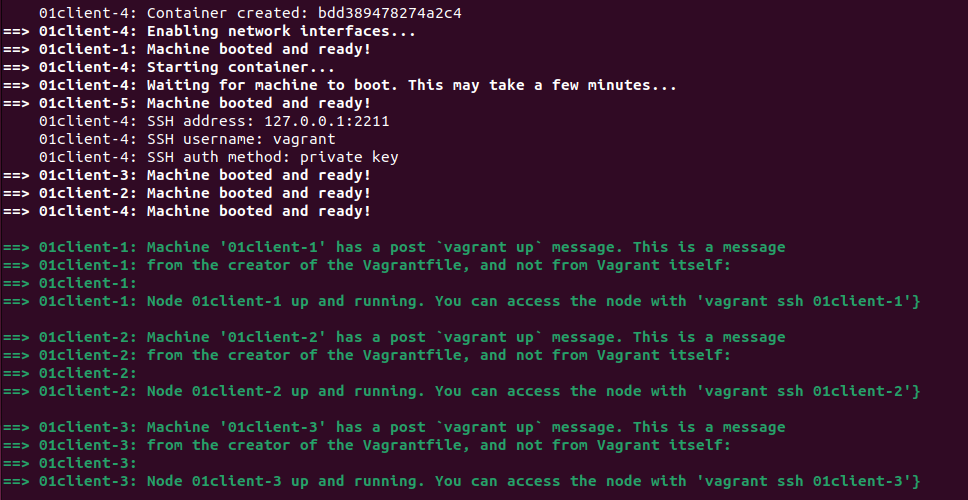 01client-4: Container created: bdd389478274a2c4
==> 01client-4: Enabling network interfaces...
==> 01client-1: Machine booted and ready!
==> 01client-4: Starting container...
==> 01client-4: Waiting for machine to boot. This may take a few minutes...
==> 01client-5: Machine booted and ready!
01client-4: SSH address: 127.0.0.1:2211
01client-4: SSH username: vagrant
01client-4: SSH auth method: private key
==> 01client-3: Machine booted and ready!
==> 01client-2: Machine booted and ready!
==> 01client-4: Machine booted and ready!
==> 01client-1: Machine '01client-1' has a post `vagrant up` message. This is a message
==> 01client-1: from the creator of the Vagrantfile, and not from Vagrant itself:
==> 01client-1:
==> 01client-1: Node 01client-1 up and running. You can access the node with 'vagrant ssh 01client-1'}
==> 01client-2: Machine '01client-2' has a post `vagrant up` message. This is a message
==> 01client-2: from the creator of the Vagrantfile, and not from Vagrant itself:
==> 01client-2:
==> 01client-2: Node 01client-2 up and running. You can access the node with 'vagrant ssh 01client-2'}
==> 01client-3: Machine '01client-3' has a post `vagrant up` message. This is a message
==> 01client-3: from the creator of the Vagrantfile, and not from Vagrant itself:
==> 01client-3:
==> 01client-3: Node 01client-3 up and running. You can access the node with 'vagrant ssh 01client-3'}